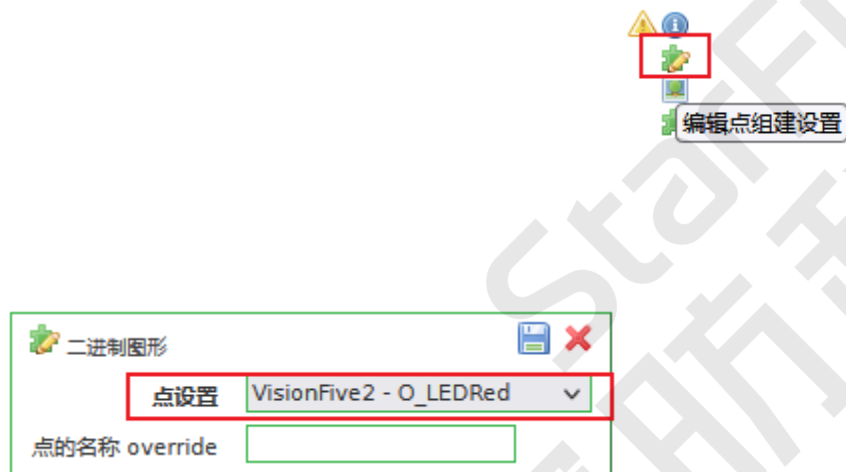 编辑点组建设置
二进制图形
点设置 VisionFive2 - O_LEDRed
点的名称 override
StarF